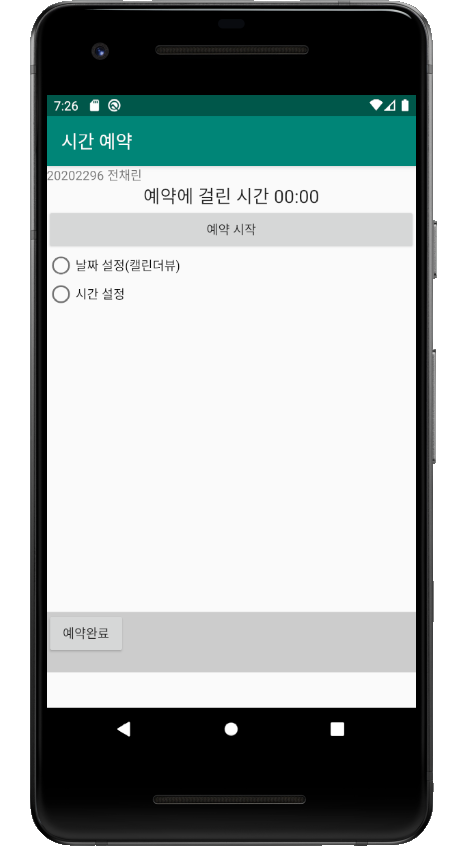 7:26
시간 예약
20202296 전채린
예약에 걸린 시간 00:00
예약 시작
날짜 설정(캘린더뷰)
시간 설정
예약완료